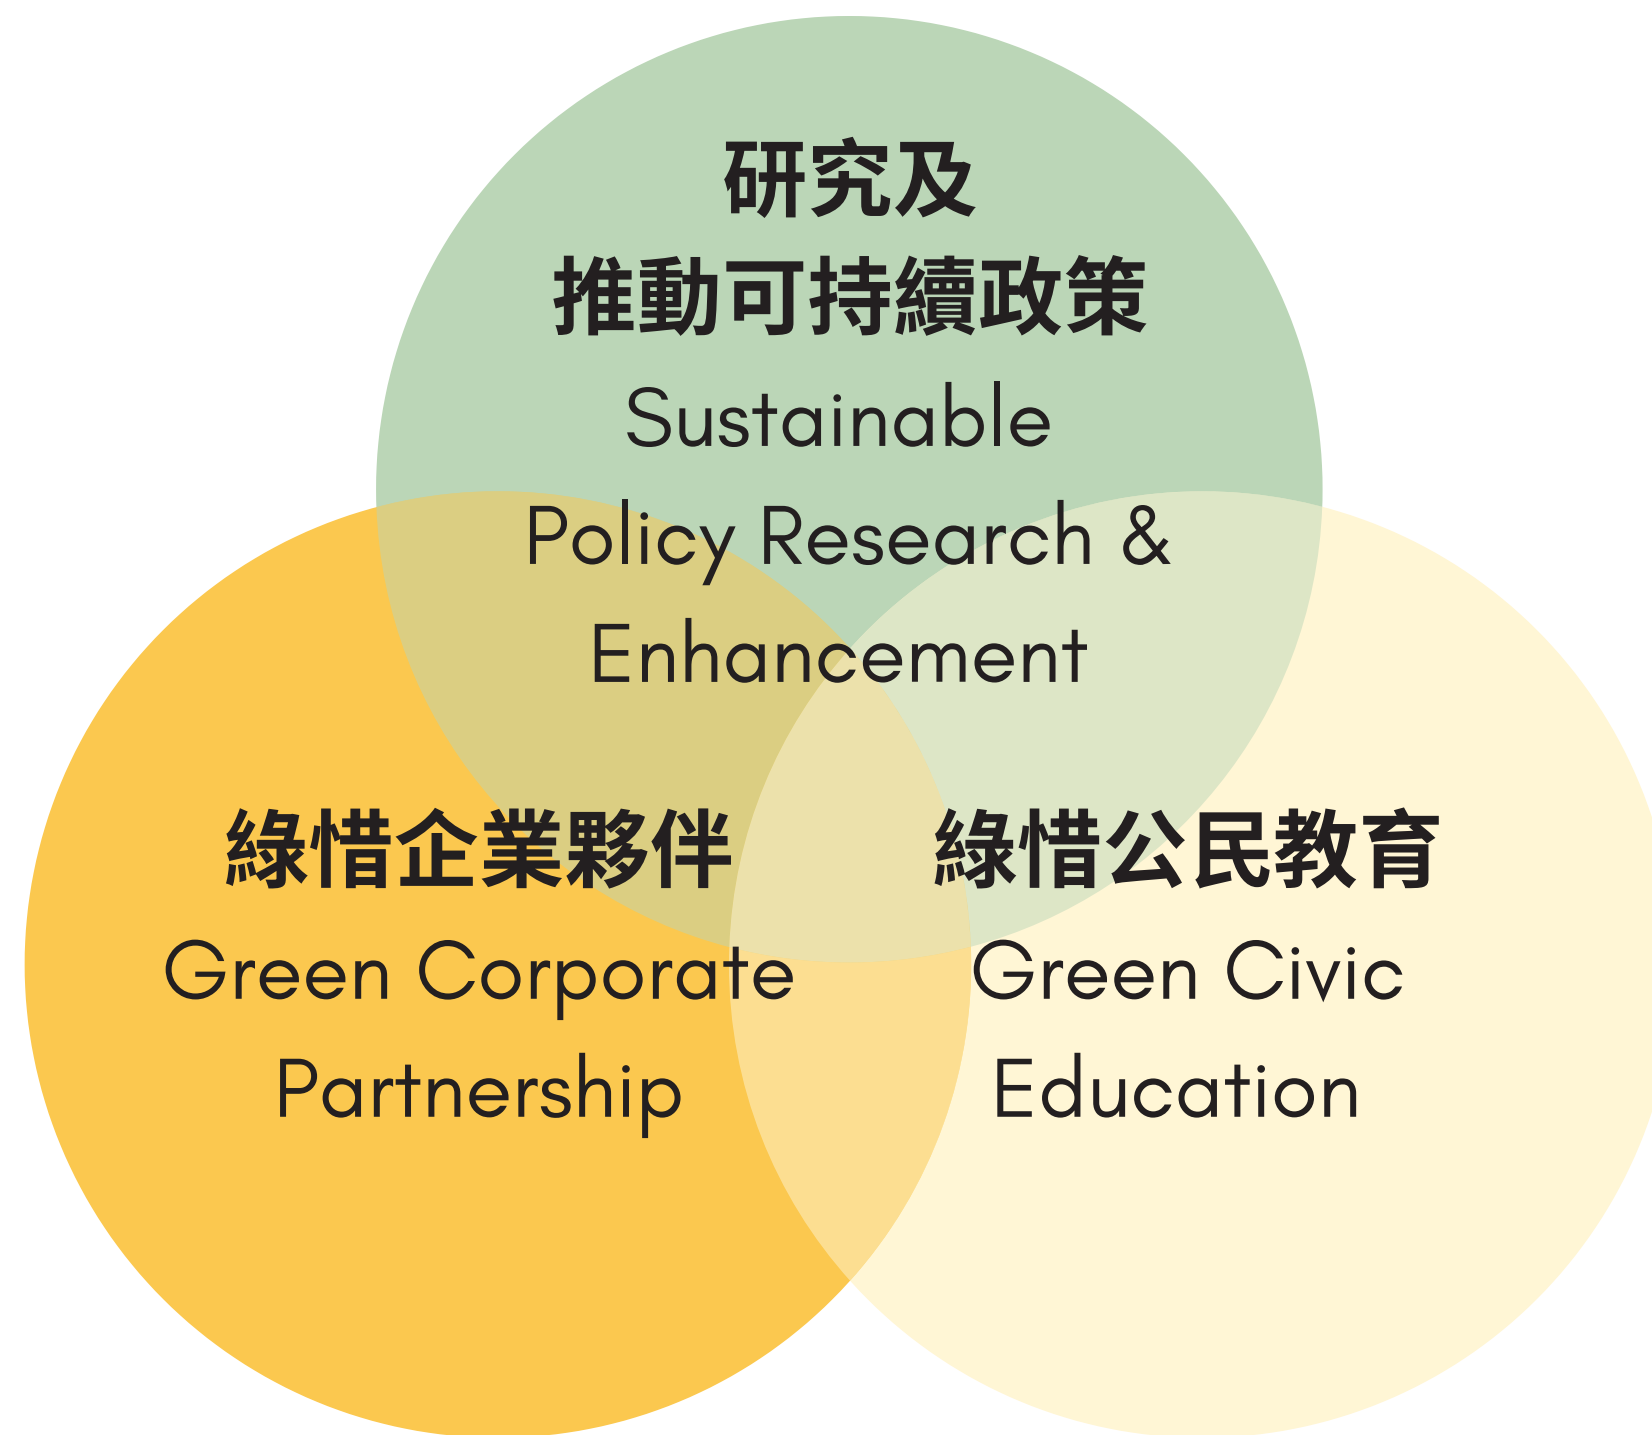 研究及
推動可持續政策
Sustainable
Policy Research &
Enhancement
綠惜企業夥伴
Green Corporate
Partnership
綠惜公民教育
Green Civic
Education